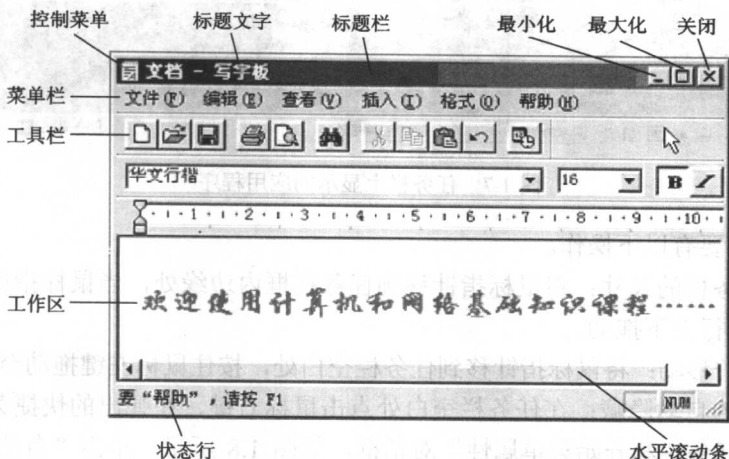 控制菜单 标题文字 标题栏 最小化 最大化 关闭
文档 - 写字板
菜单栏 文件(F) 编辑(E) 查看(V) 插入(I) 格式(O) 帮助(H)
工具栏
华文行楷 16 B I
1 2 3 4 5 6 7 8 9 10
工作区 欢迎使用计算机和网络基础知识课程……
要“帮助”，请按 F1 NUM
状态行 水平滚动条